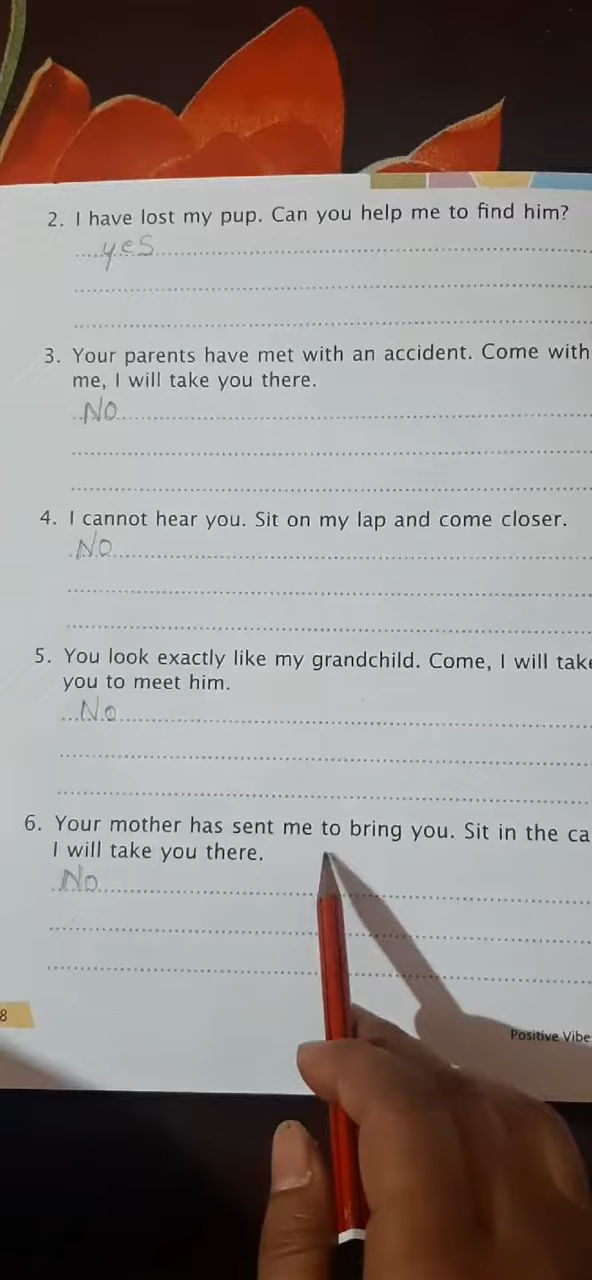 2. I have lost my pup. Can you help me to find him?
yes
3. Your parents have met with an accident. Come with
me, I will take you there.
NO
4. I cannot hear you. Sit on my lap and come closer.
NO
5. You look exactly like my grandchild. Come, I will take
you to meet him.
No
6. Your mother has sent me to bring you. Sit in the ca
I will take you there.
No
8
Positive Vibe